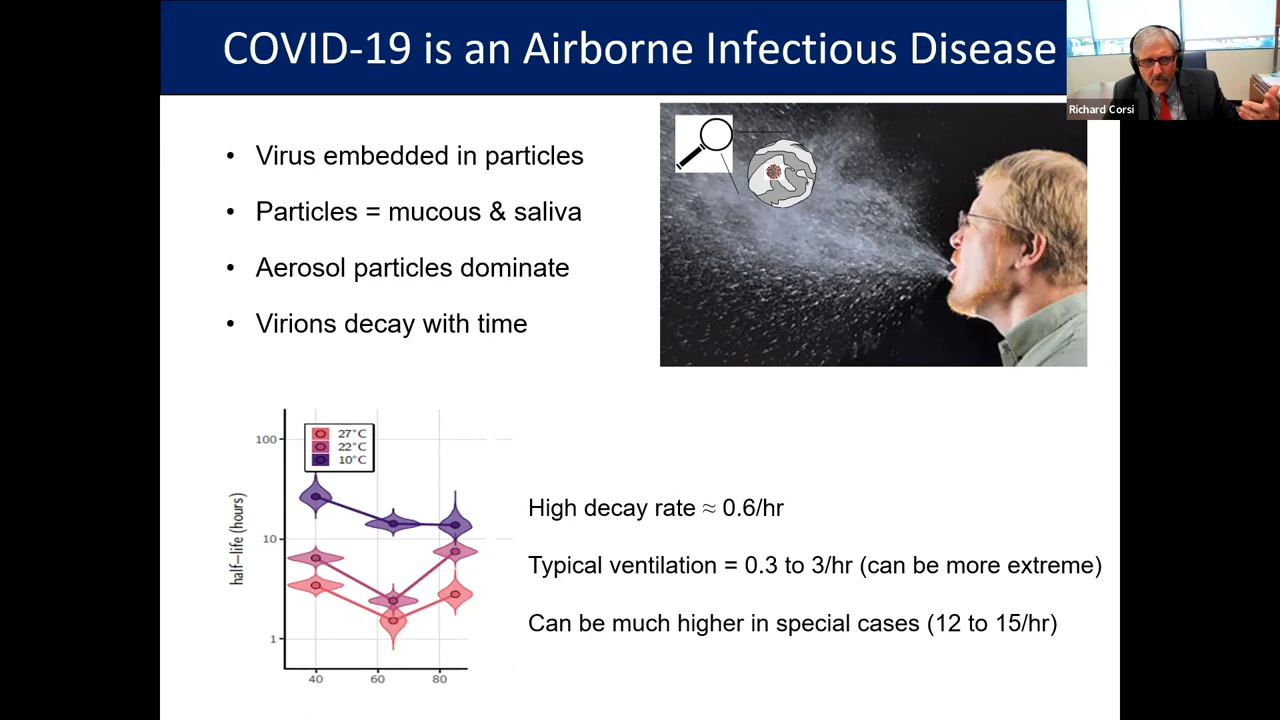 COVID-19 is an Airborne Infectious Disease
Richard Corsi
• Virus embedded in particles
• Particles = mucous & saliva
• Aerosol particles dominate
• Virions decay with time
27°C
22°C
10°C
100
10
1
half-life (hours)
40
60
80
High decay rate ≈ 0.6/hr
Typical ventilation = 0.3 to 3/hr (can be more extreme)
Can be much higher in special cases (12 to 15/hr)